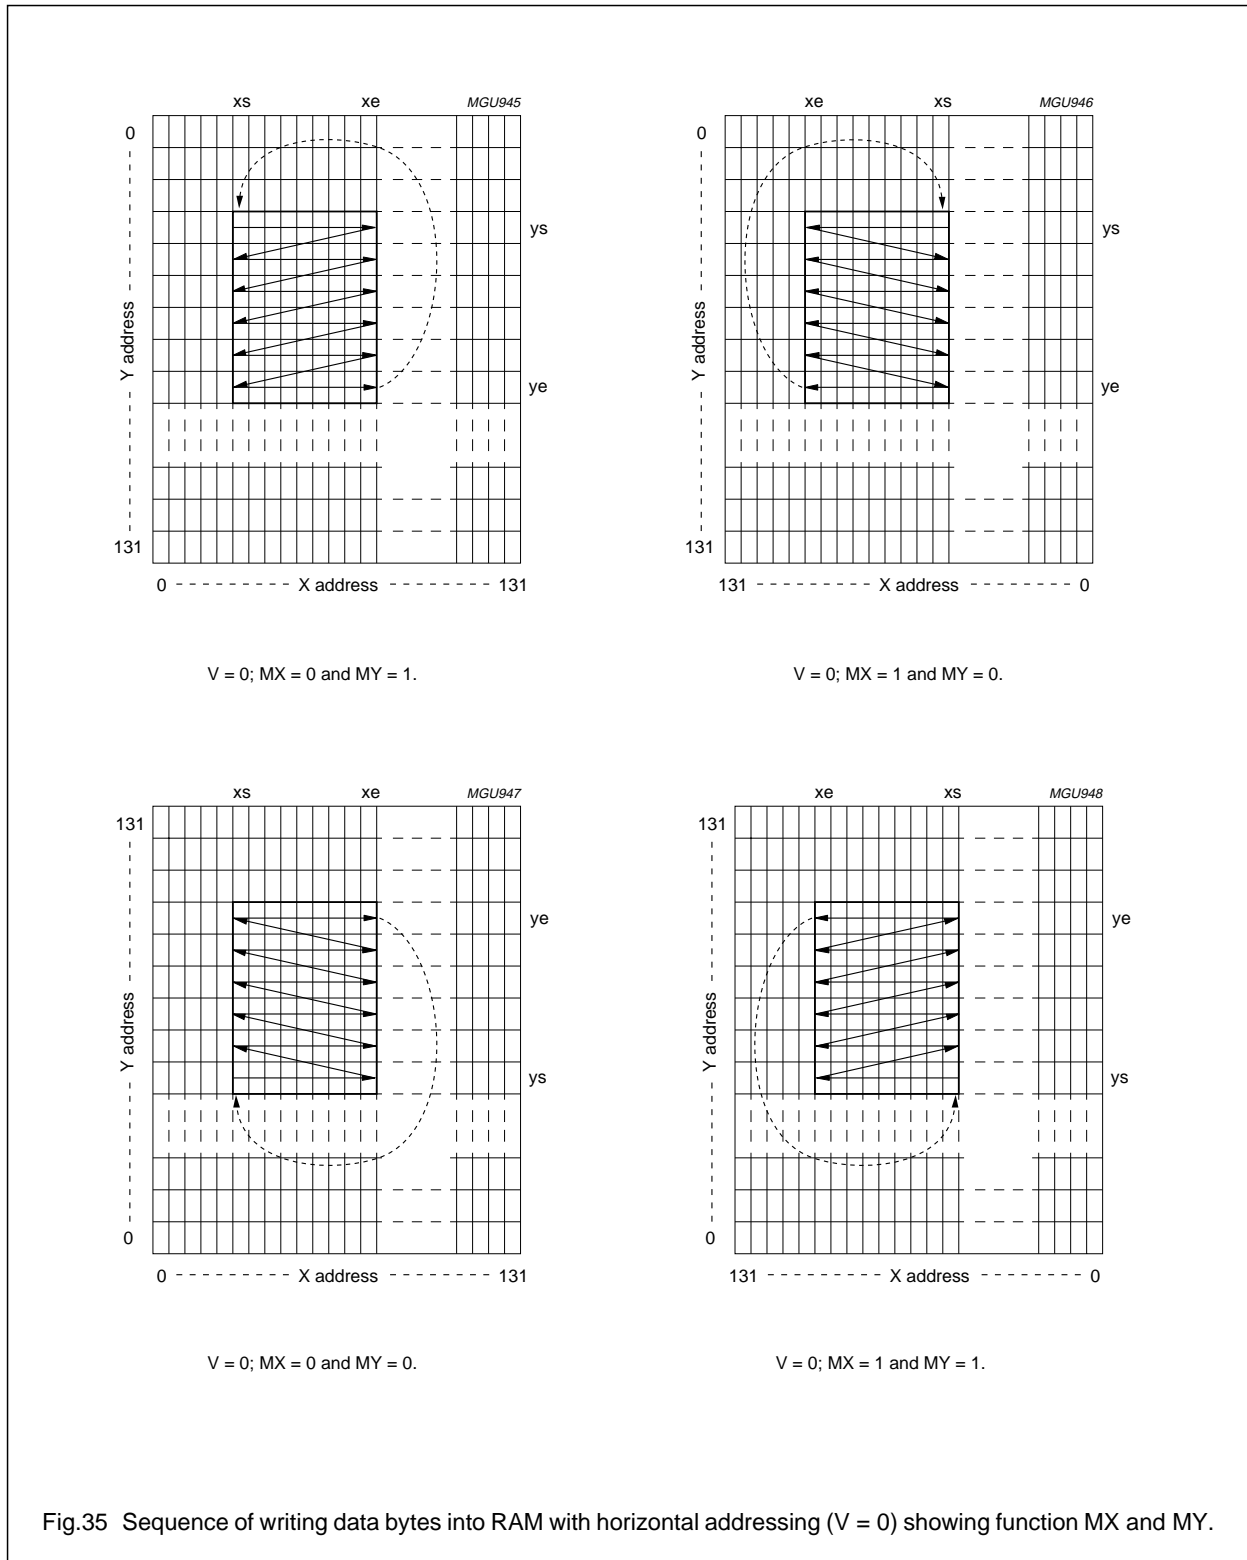 xs xe MGU945
0
ys
Y address
ye
131
0 X address 131
V = 0; MX = 0 and MY = 1.
xe xs MGU946
0
ys
Y address
ye
131
131 X address 0
V = 0; MX = 1 and MY = 0.
xs xe MGU947
131
ye
Y address
ys
0
0 X address 131
V = 0; MX = 0 and MY = 0.
xe xs MGU948
131
ye
Y address
ys
0
131 X address 0
V = 0; MX = 1 and MY = 1.
Fig.35 Sequence of writing data bytes into RAM with horizontal addressing (V = 0) showing function MX and MY.